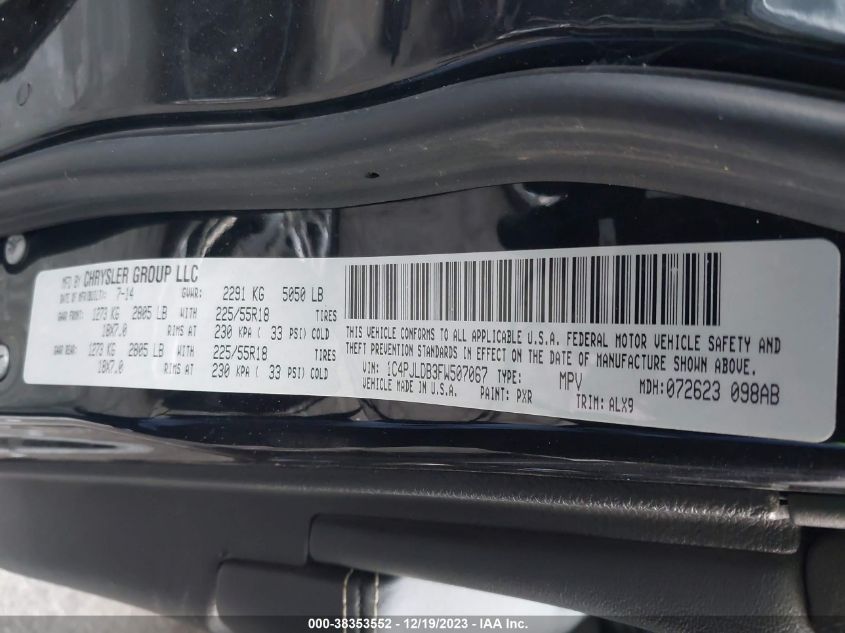 MFD BY CHRYSLER GROUP LLC
DATE OF MFR/BUILT: 7-14 GVWR: 2291 KG 5050 LB
GAWR FRONT: 1273 KG 2805 LB WITH 225/55R18 TIRES
18X7.0 RIMS AT 230 KPA ( 33 PSI) COLD
GAWR REAR: 1273 KG 2805 LB WITH 225/55R18 TIRES
18X7.0 RIMS AT 230 KPA ( 33 PSI) COLD
THIS VEHICLE CONFORMS TO ALL APPLICABLE U.S.A. FEDERAL MOTOR VEHICLE SAFETY AND
THEFT PREVENTION STANDARDS IN EFFECT ON THE DATE OF MANUFACTURE SHOWN ABOVE.
VIN: 1C4PJLDB3FW507067 TYPE: MPV MDH:072623 098AB
VEHICLE MADE IN U.S.A. PAINT: PXR TRIM: ALX9
000-38353552 - 12/19/2023 - IAA Inc.